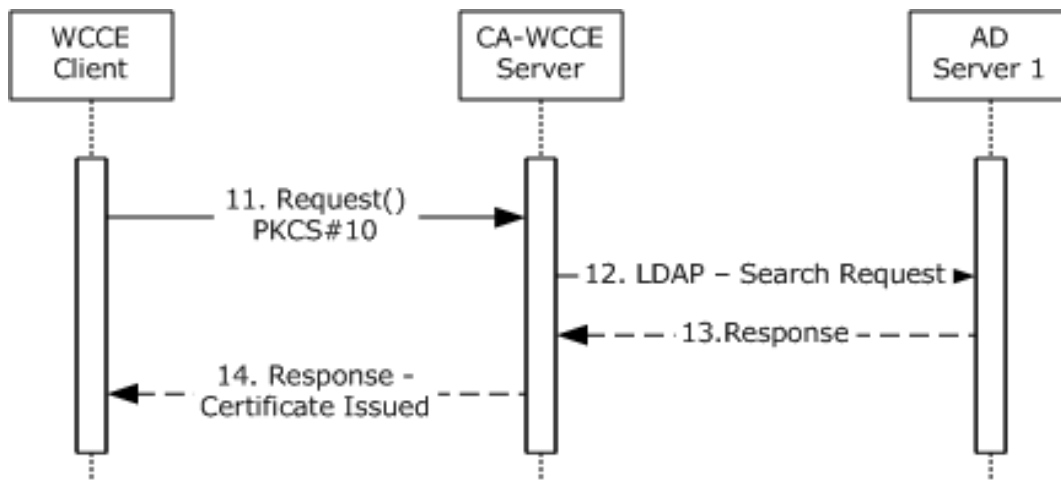 WCCE
Client
CA-WCCE
Server
AD
Server 1
11. Request()
PKCS#10
12. LDAP – Search Request
13.Response
14. Response -
Certificate Issued